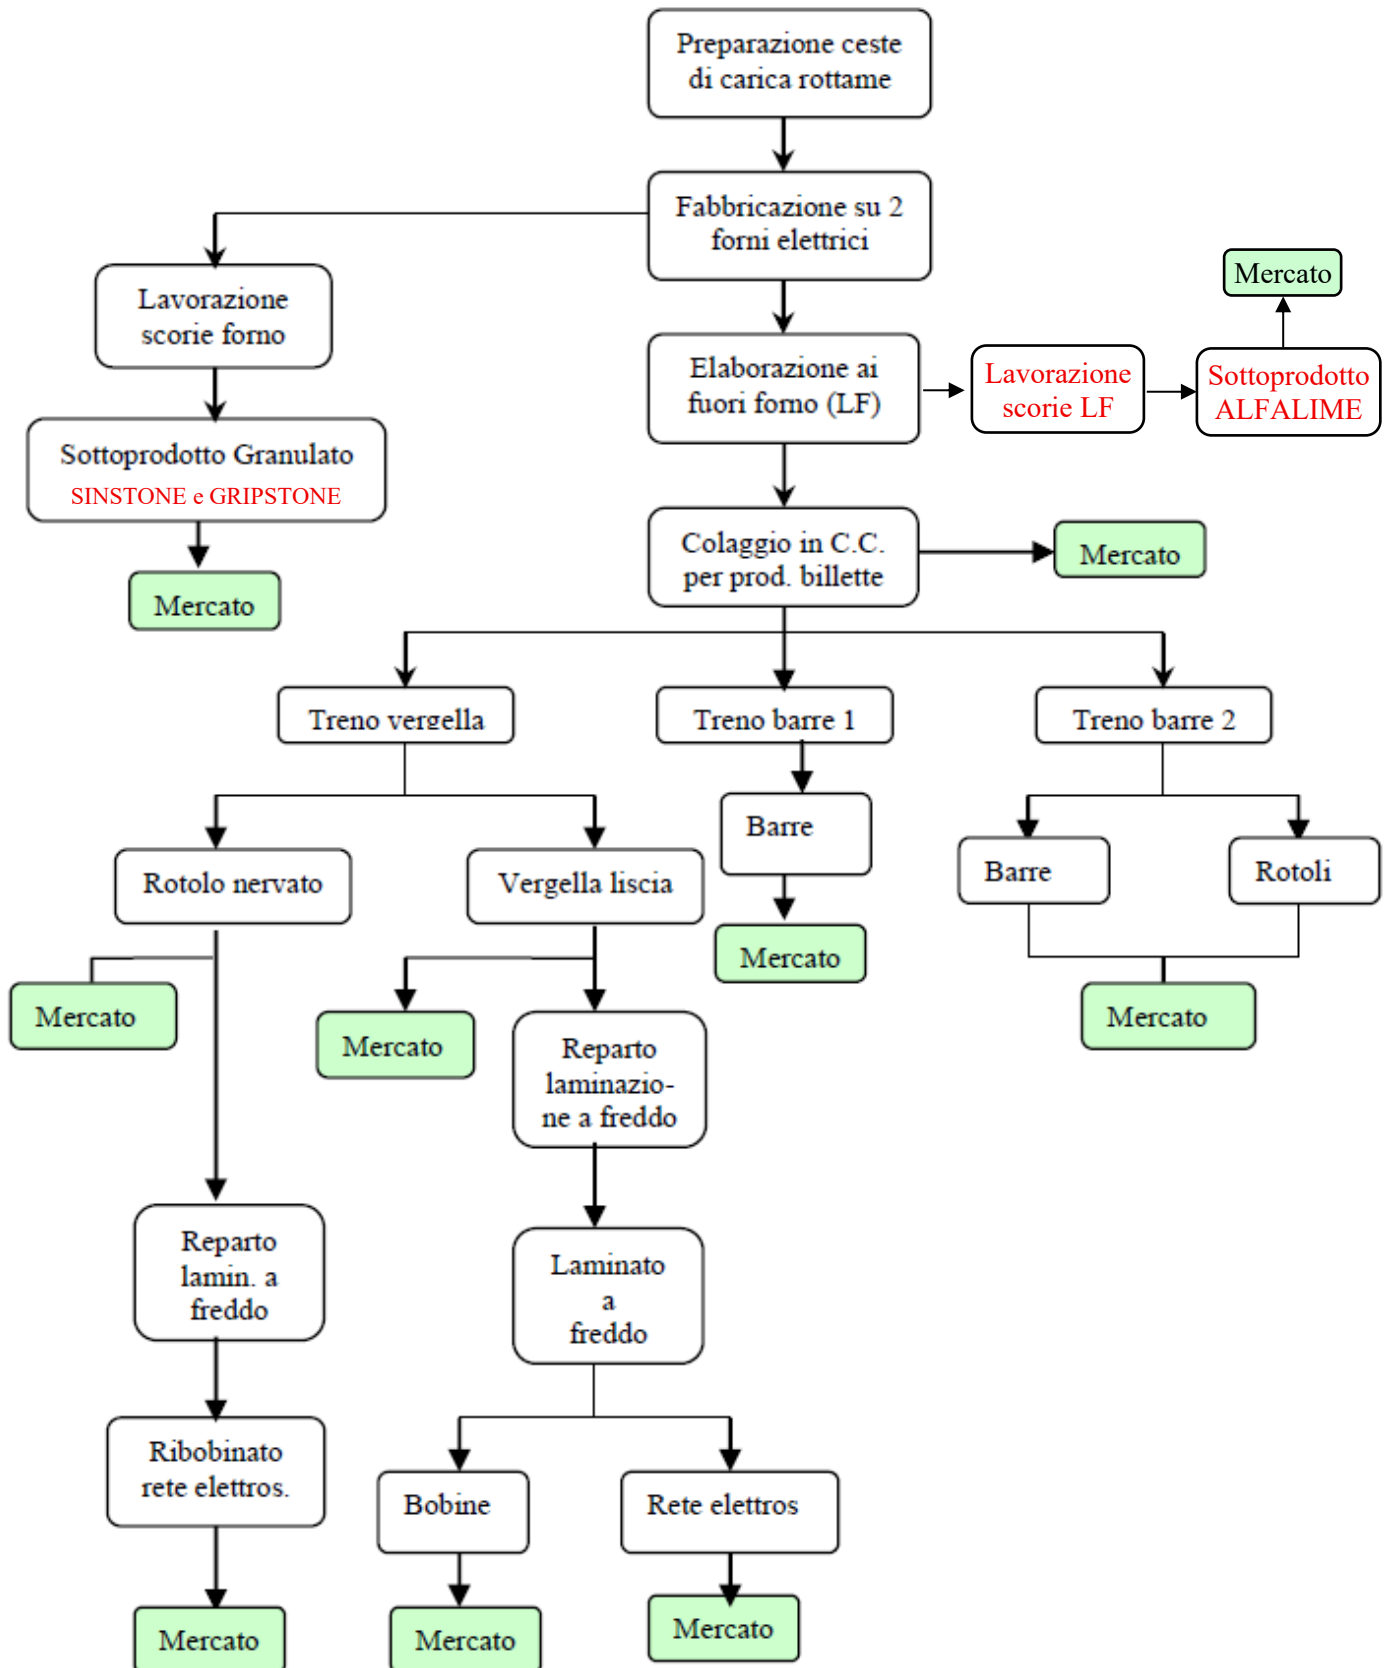 Preparazione ceste
di carica rottame
Fabbricazione su 2
forni elettrici
Lavorazione
scorie forno
Mercato
Elaborazione ai
fuori forno (LF)
Lavorazione
scorie LF
Sottoprodotto
ALFALIME
Sottoprodotto Granulato
SINSTONE e GRIPSTONE
Mercato
Colaggio in C.C.
per prod. billette
Mercato
Treno vergella
Treno barre 1
Treno barre 2
Barre
Rotolo nervato
Vergella liscia
Barre
Rotoli
Mercato
Mercato
Mercato
Mercato
Reparto
laminazio-
ne a freddo
Reparto
lamin. a
freddo
Laminato
a
freddo
Ribobinato
rete elettros.
Bobine
Rete elettros
Mercato
Mercato
Mercato